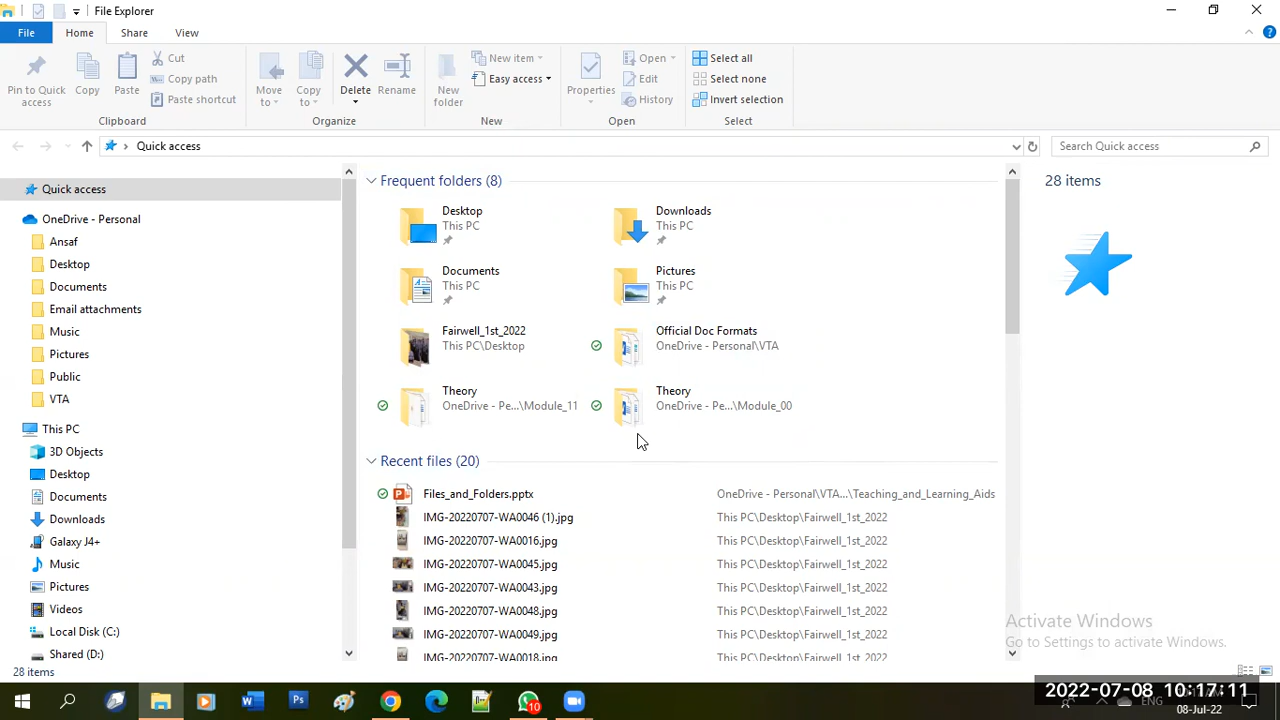 File Explorer
File Home Share View
Pin to Quick access
Copy
Paste
Cut
Copy path
Paste shortcut
Clipboard
Move to
Copy to
Delete
Rename
Organize
New folder
New item
Easy access
New
Properties
Open
Edit
History
Open
Select all
Select none
Invert selection
Select
Quick access
Search Quick access
Quick access
OneDrive - Personal
Ansaf
Desktop
Documents
Email attachments
Music
Pictures
Public
VTA
This PC
3D Objects
Desktop
Documents
Downloads
Galaxy J4+
Music
Pictures
Videos
Local Disk (C:)
Shared (D:)
Frequent folders (8)
Desktop
This PC
Downloads
This PC
Documents
This PC
Pictures
This PC
Fairwell_1st_2022
This PC\Desktop
Official Doc Formats
OneDrive - Personal\VTA
Theory
OneDrive - Pe...\Module_11
Theory
OneDrive - Pe...\Module_00
Recent files (20)
Files_and_Folders.pptx OneDrive - Personal\VTA...\Teaching_and_Learning_Aids
IMG-20220707-WA0046 (1).jpg This PC\Desktop\Fairwell_1st_2022
IMG-20220707-WA0016.jpg This PC\Desktop\Fairwell_1st_2022
IMG-20220707-WA0045.jpg This PC\Desktop\Fairwell_1st_2022
IMG-20220707-WA0043.jpg This PC\Desktop\Fairwell_1st_2022
IMG-20220707-WA0048.jpg This PC\Desktop\Fairwell_1st_2022
IMG-20220707-WA0049.jpg This PC\Desktop\Fairwell_1st_2022
IMG-20220707-WA0018.jpg This PC\Desktop\Fairwell_1st_2022
28 items
Activate Windows
Go to Settings to activate Windows.
28 items
10
ENG
2022-07-08 10:17:11
08-Jul-22